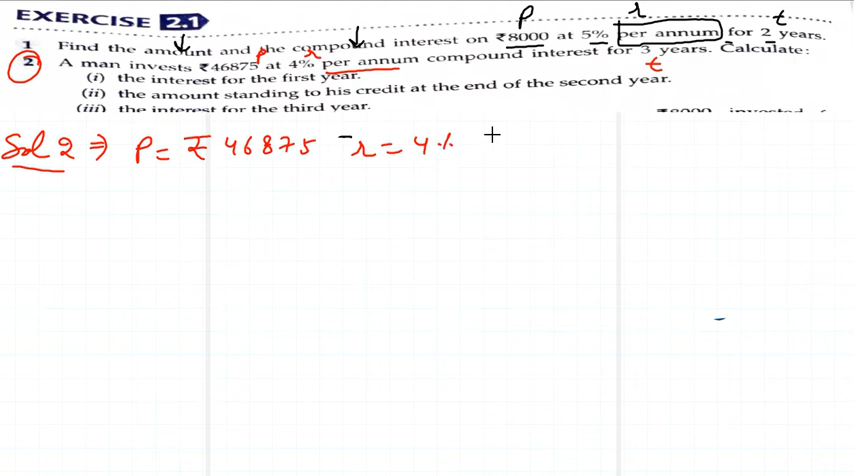 EXERCISE 2.1
p r t
1 Find the amount and the compound interest on ₹8000 at 5% per annum for 2 years.
p r t
2 A man invests ₹46875 at 4% per annum compound interest for 3 years. Calculate:
(i) the interest for the first year.
(ii) the amount standing to his credit at the end of the second year.
(iii) the interest for the third year.
₹8000 invested
Sol 2 ⇒ P = ₹ 46875 r = 4%